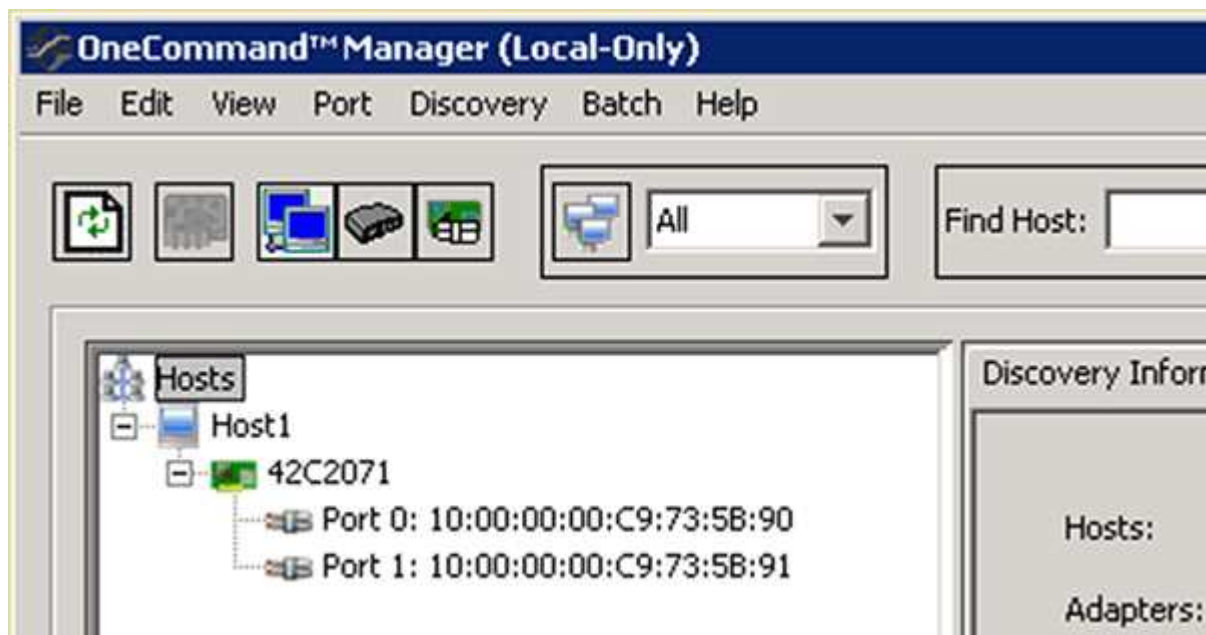 OneCommand™ Manager (Local-Only)
File Edit View Port Discovery Batch Help
All
Find Host:
Hosts
Host1
42C2071
Port 0: 10:00:00:00:C9:73:5B:90
Port 1: 10:00:00:00:C9:73:5B:91
Discovery Inforr
Hosts:
Adapters: